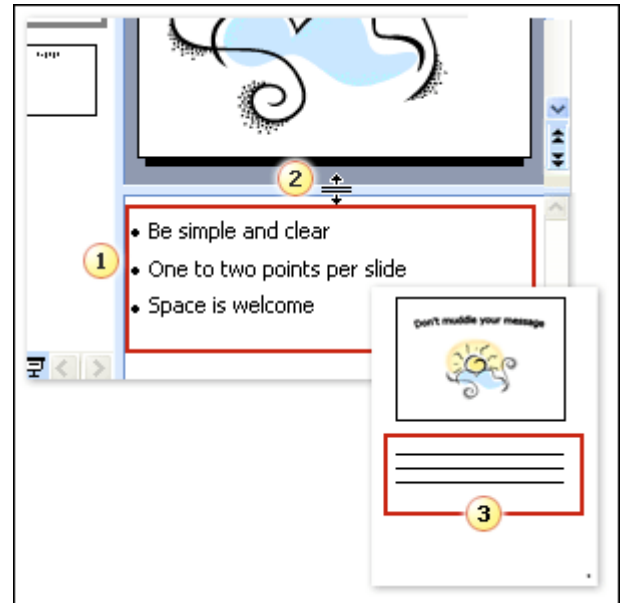 2
1
• Be simple and clear
• One to two points per slide
• Space is welcome
Don't muddle your message
3